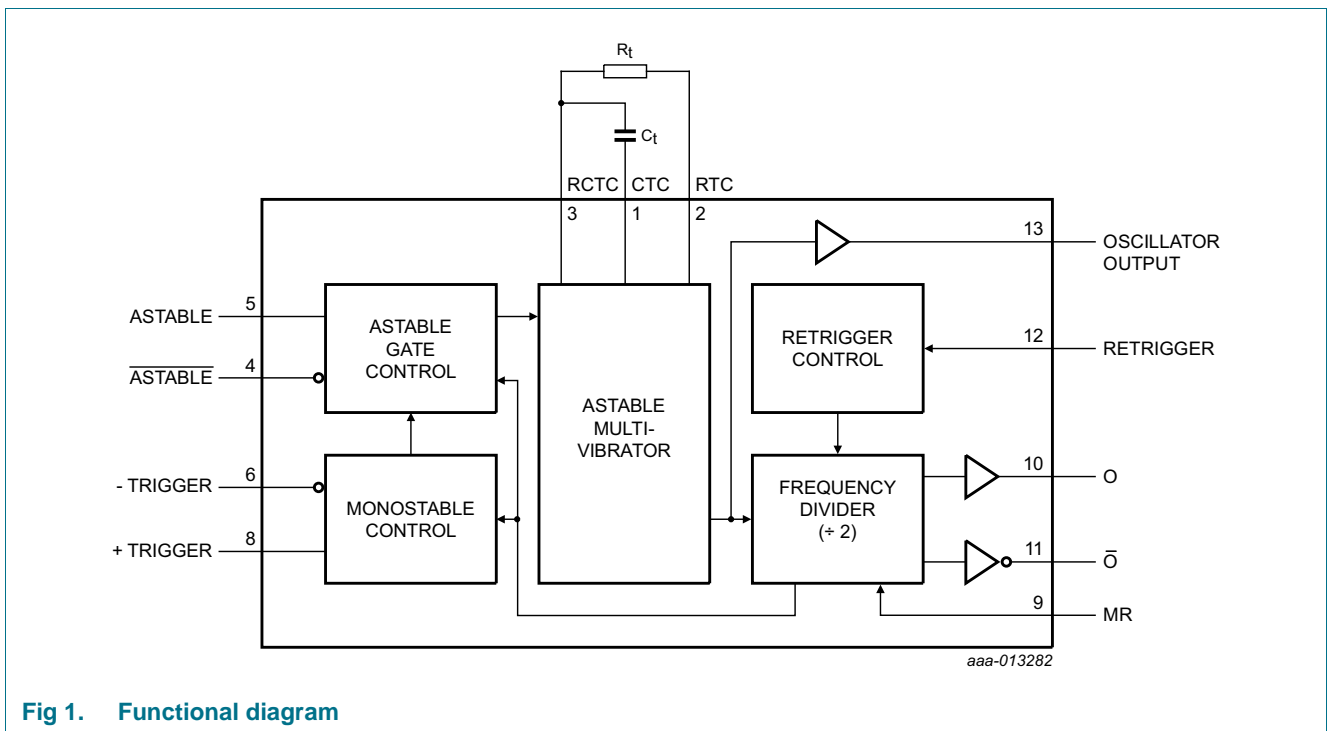 Rt
Ct
RCTC CTC RTC
3 1 2
13
OSCILLATOR
OUTPUT
5
ASTABLE
ASTABLE
GATE
CONTROL
RETRIGGER
CONTROL
12
RETRIGGER
4
ASTABLE
ASTABLE
MULTI-
VIBRATOR
6
- TRIGGER
MONOSTABLE
CONTROL
8
+ TRIGGER
FREQUENCY
DIVIDER
(÷ 2)
10
O
11
O̅
9
MR
aaa-013282
Fig 1. Functional diagram